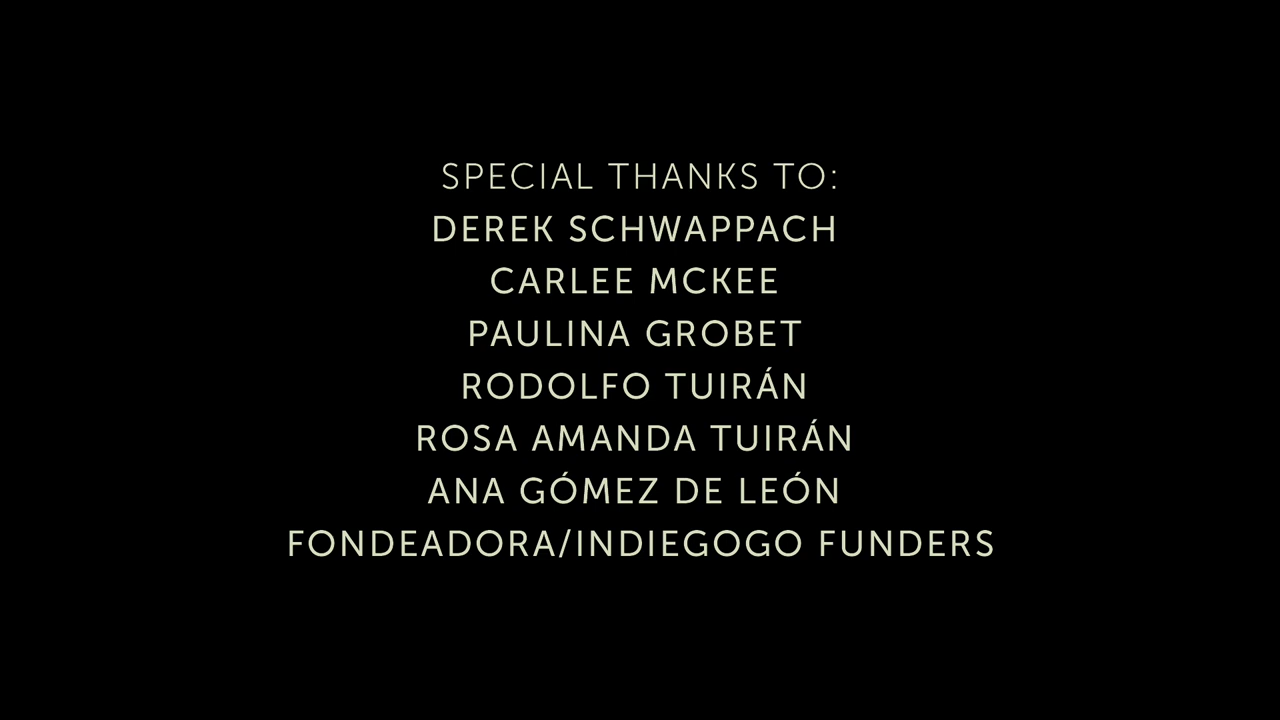 SPECIAL THANKS TO:
DEREK SCHWAPPACH
CARLEE MCKEE
PAULINA GROBET
RODOLFO TUIRÁN
ROSA AMANDA TUIRÁN
ANA GÓMEZ DE LEÓN
FONDEADORA/INDIEGOGO FUNDERS